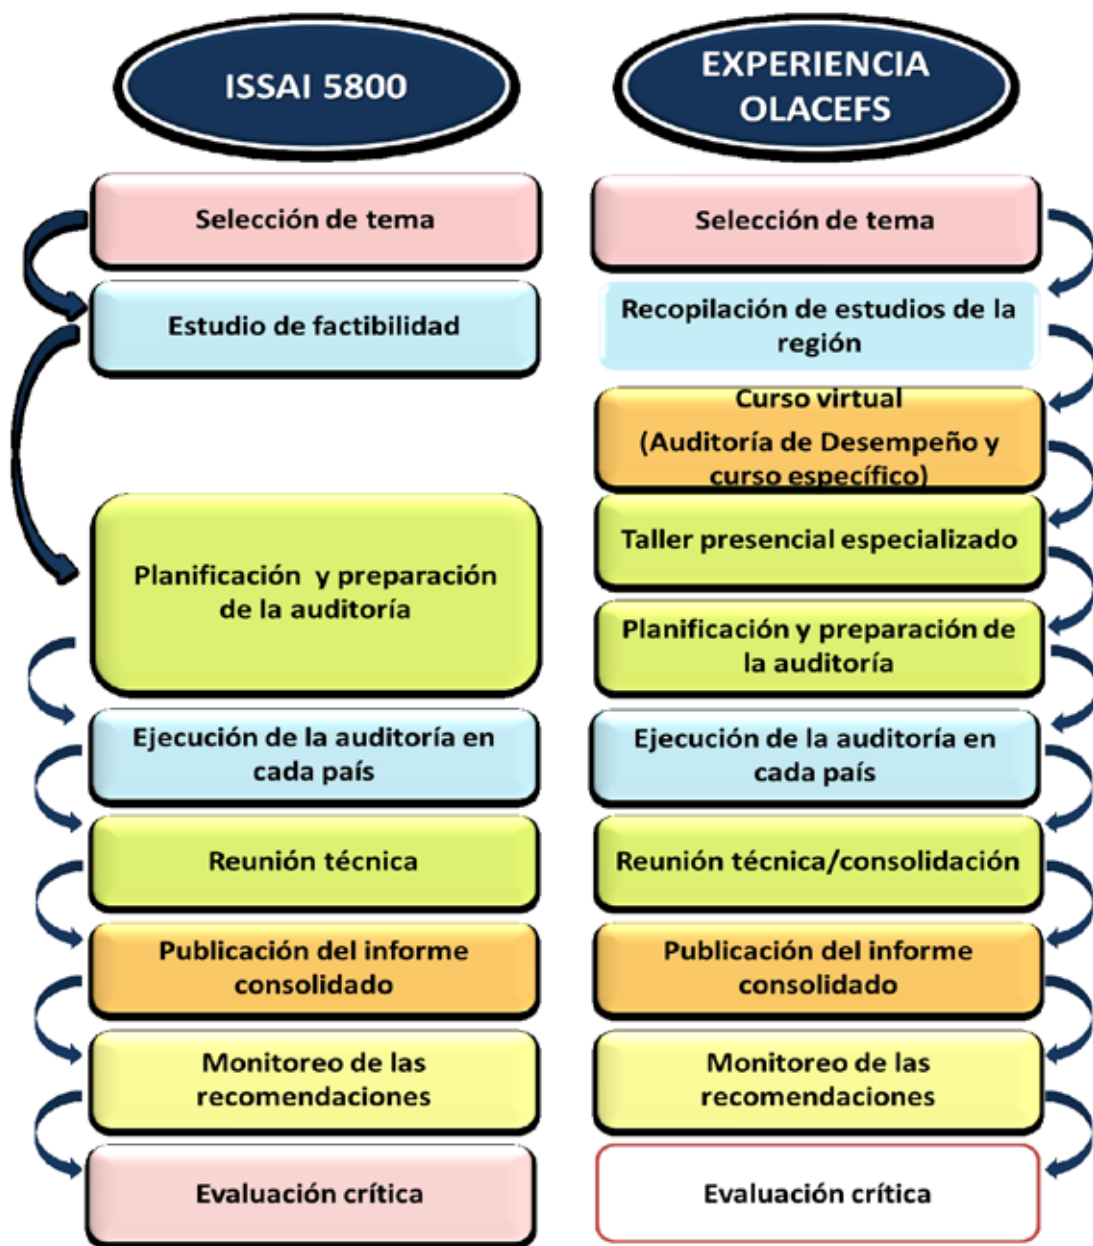 ISSAI 5800
Selección de tema
Estudio de factibilidad
Planificación y preparación
de la auditoría
Ejecución de la auditoría en
cada país
Reunión técnica
Publicación del informe
consolidado
Monitoreo de las
recomendaciones
Evaluación crítica
EXPERIENCIA
OLACEFS
Selección de tema
Recopilación de estudios de la
región
Curso virtual
(Auditoría de Desempeño y
curso específico)
Taller presencial especializado
Planificación y preparación de
la auditoría
Ejecución de la auditoría en
cada país
Reunión técnica/consolidación
Publicación del informe
consolidado
Monitoreo de las
recomendaciones
Evaluación crítica